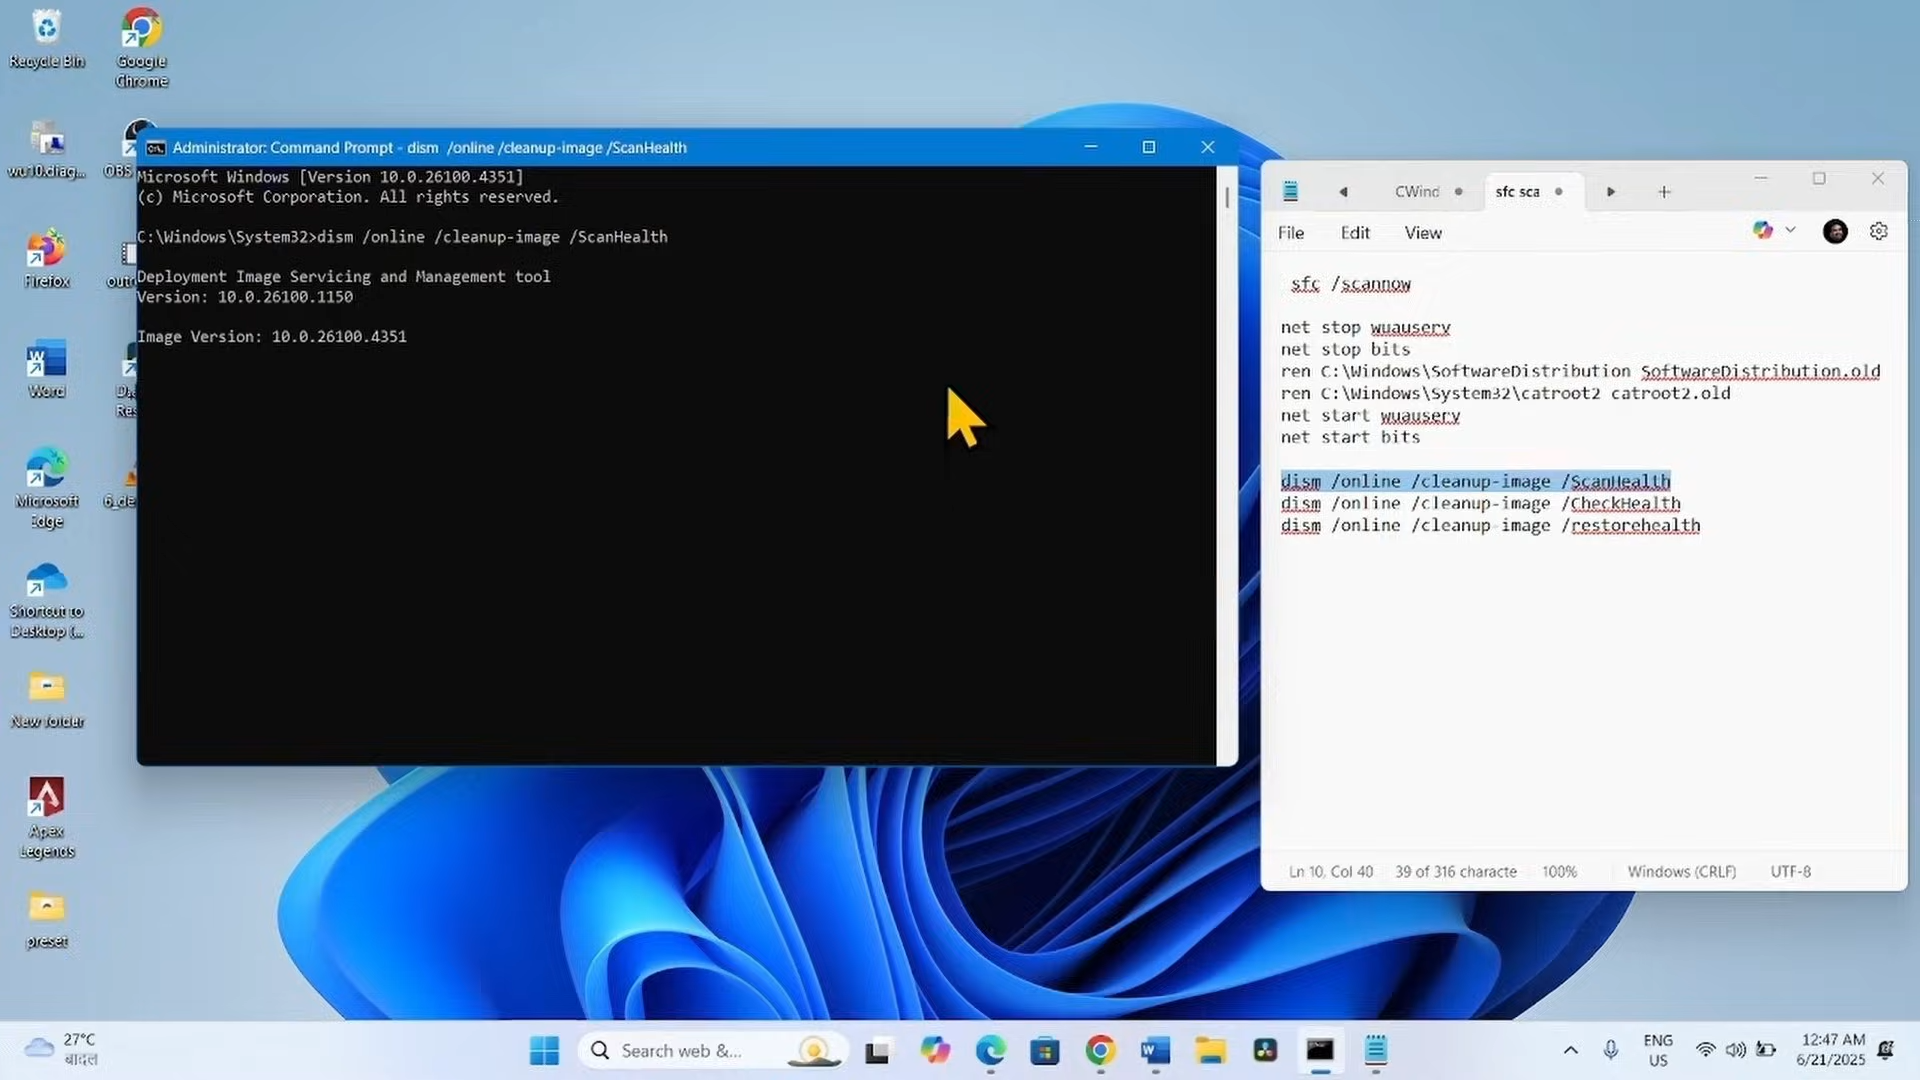 Recycle Bin
Google
Chrome
wu10.diag...
OBS
Firefox
Word
Microsoft
Edge
Shortcut to
Desktop (...
New folder
Apex
Legends
preset
Administrator: Command Prompt - dism  /online /cleanup-image /ScanHealth
Microsoft Windows [Version 10.0.26100.4351]
(c) Microsoft Corporation. All rights reserved.
C:\Windows\System32>dism /online /cleanup-image /ScanHealth
Deployment Image Servicing and Management tool
Version: 10.0.26100.1150
Image Version: 10.0.26100.4351
CWind
sfc sca
File Edit View
sfc /scannow
net stop wuauserv
net stop bits
ren C:\Windows\SoftwareDistribution SoftwareDistribution.old
ren C:\Windows\System32\catroot2 catroot2.old
net start wuauserv
net start bits
dism /online /cleanup-image /ScanHealth
dism /online /cleanup-image /CheckHealth
dism /online /cleanup-image /restorehealth
Ln 10, Col 40 39 of 316 characte 100% Windows (CRLF) UTF-8
27°C
बादल
Search web &...
ENG
US
12:47 AM
6/21/2025